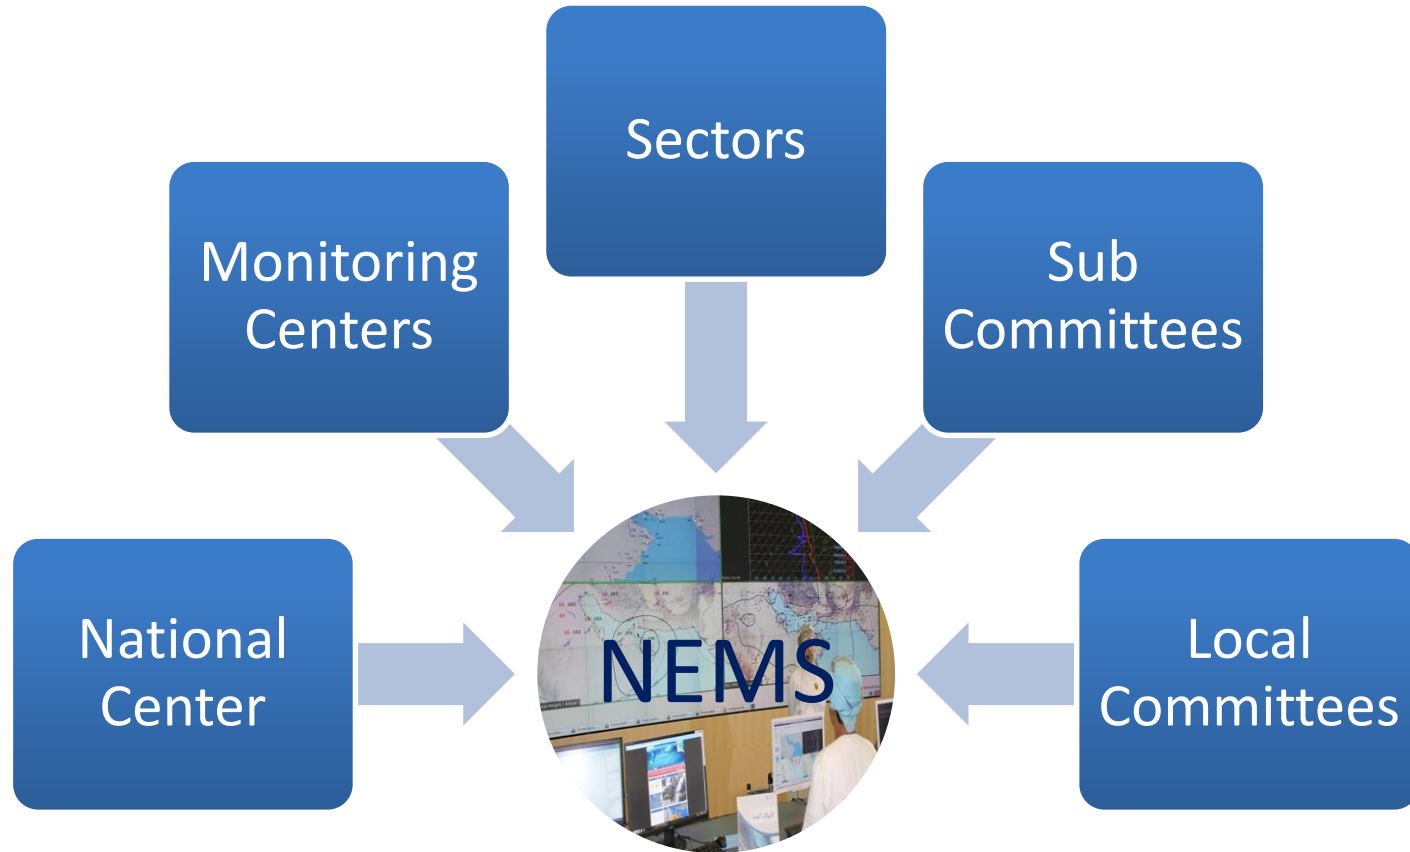 Sectors
Monitoring
Centers
Sub
Committees
National
Center
NEMS
Local
Committees